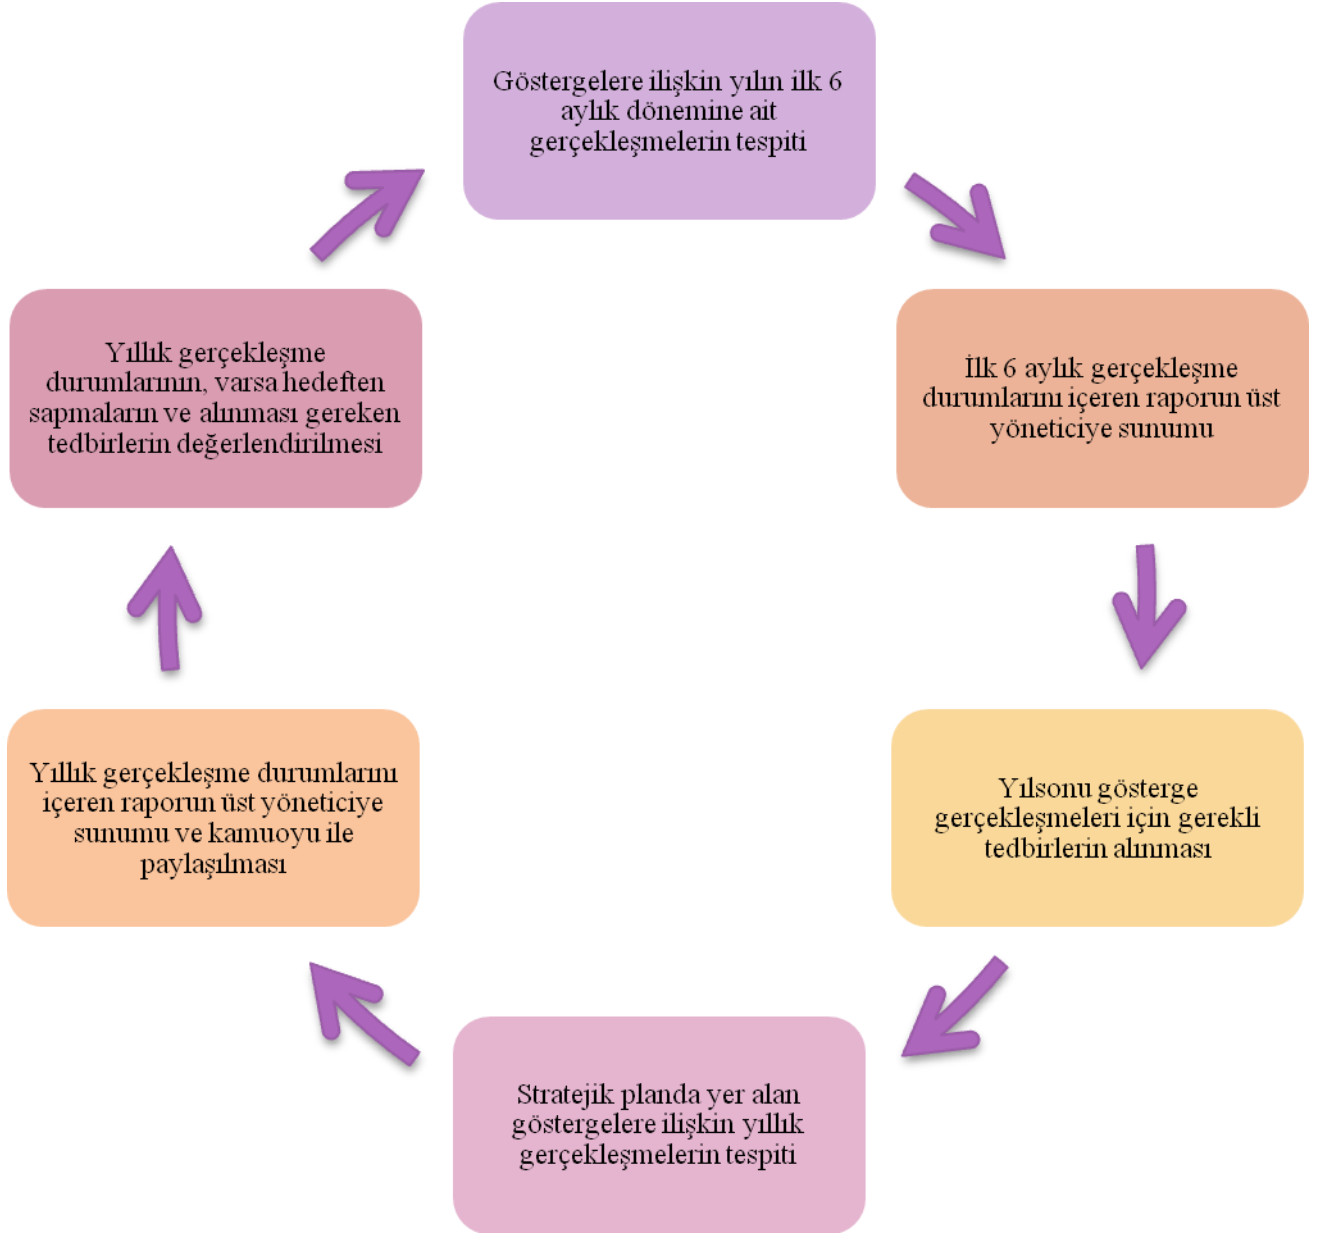 Göstergelere ilişkin yılın ilk 6
aylık dönemine ait
gerçekleşmelerin tespiti
İlk 6 aylık gerçekleşme
durumlarını içeren raporun üst
yöneticiye sunumu
Yılsonu gösterge
gerçekleşmeleri için gerekli
tedbirlerin alınması
Stratejik planda yer alan
göstergelere ilişkin yıllık
gerçekleşmelerin tespiti
Yıllık gerçekleşme durumlarını
içeren raporun üst yöneticiye
sunumu ve kamuoyu ile
paylaşılması
Yıllık gerçekleşme
durumlarının, varsa hedeften
sapmaların ve alınması gereken
tedbirlerin değerlendirilmesi